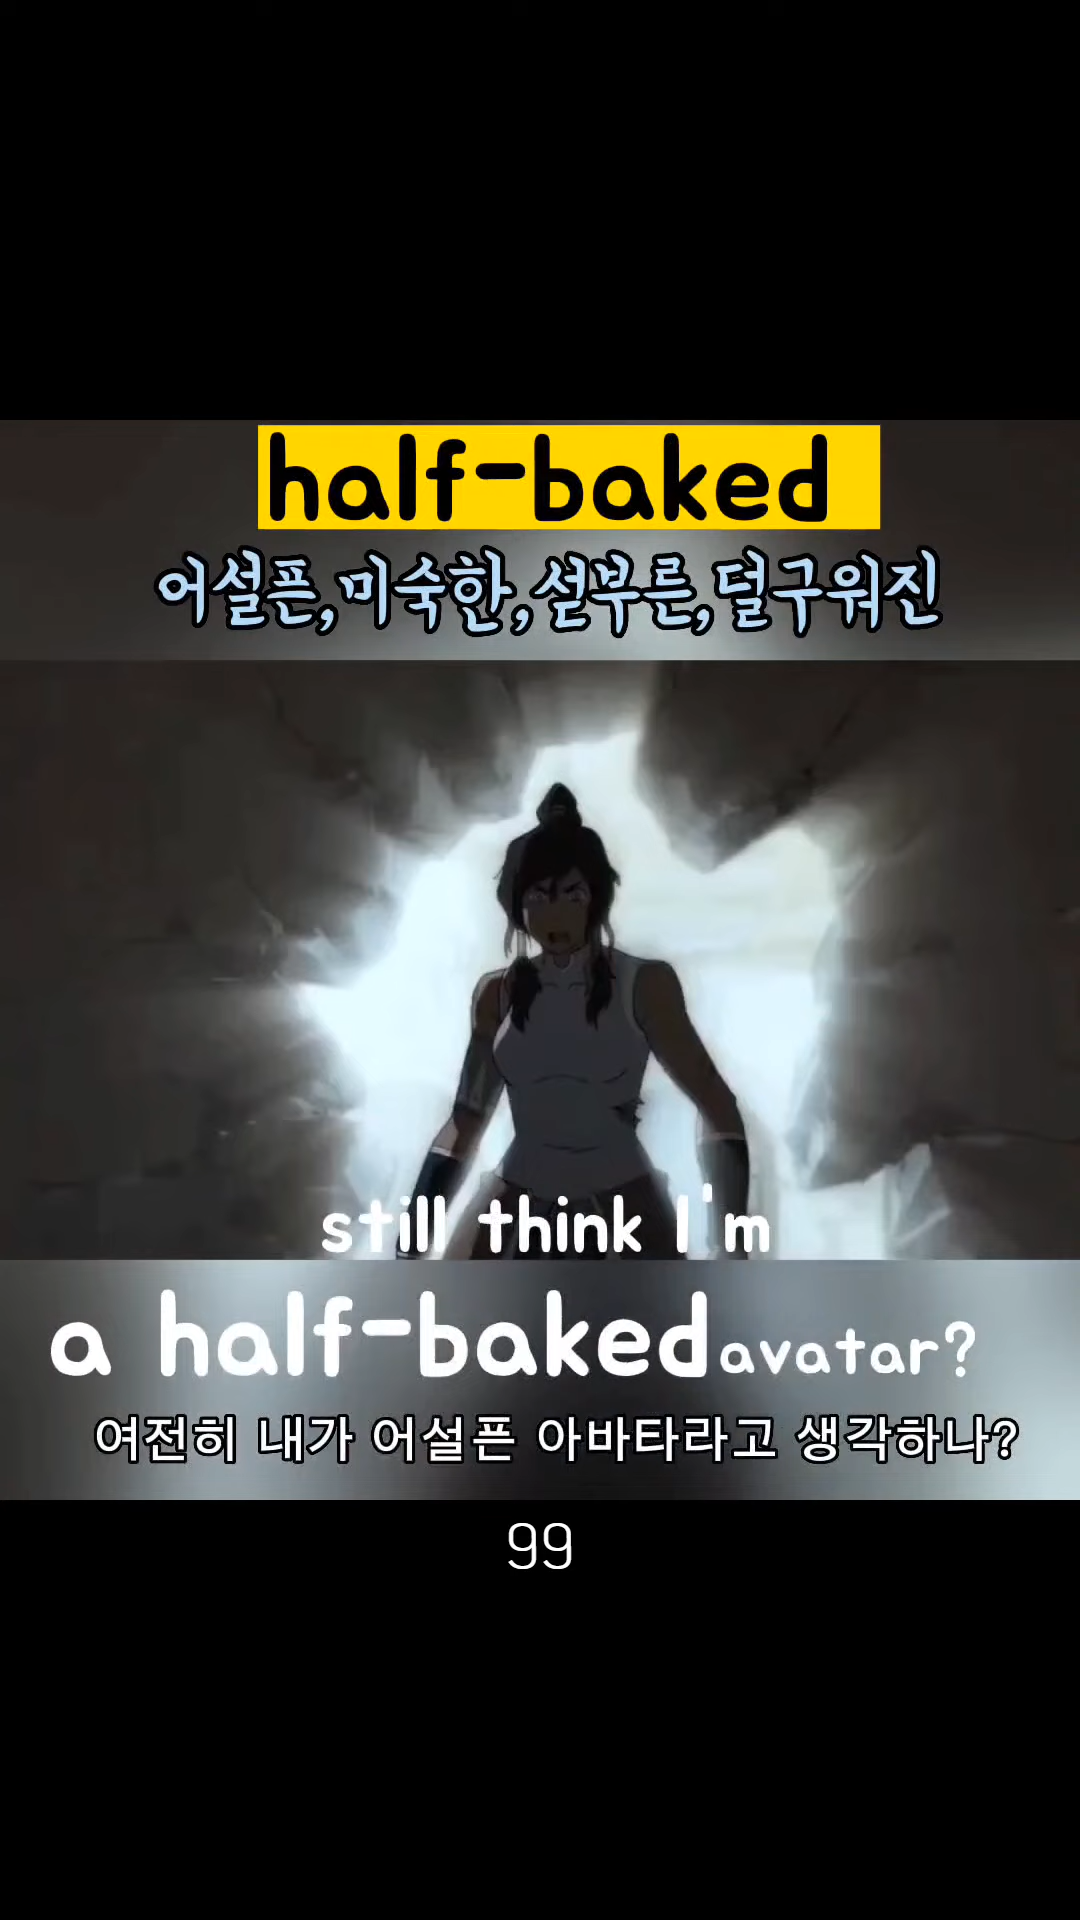 half-baked
어설픈,미숙한,섣부른,덜구워진
still think I'm
a half-baked avatar?
여전히 내가 어설픈 아바타라고 생각하나?
99